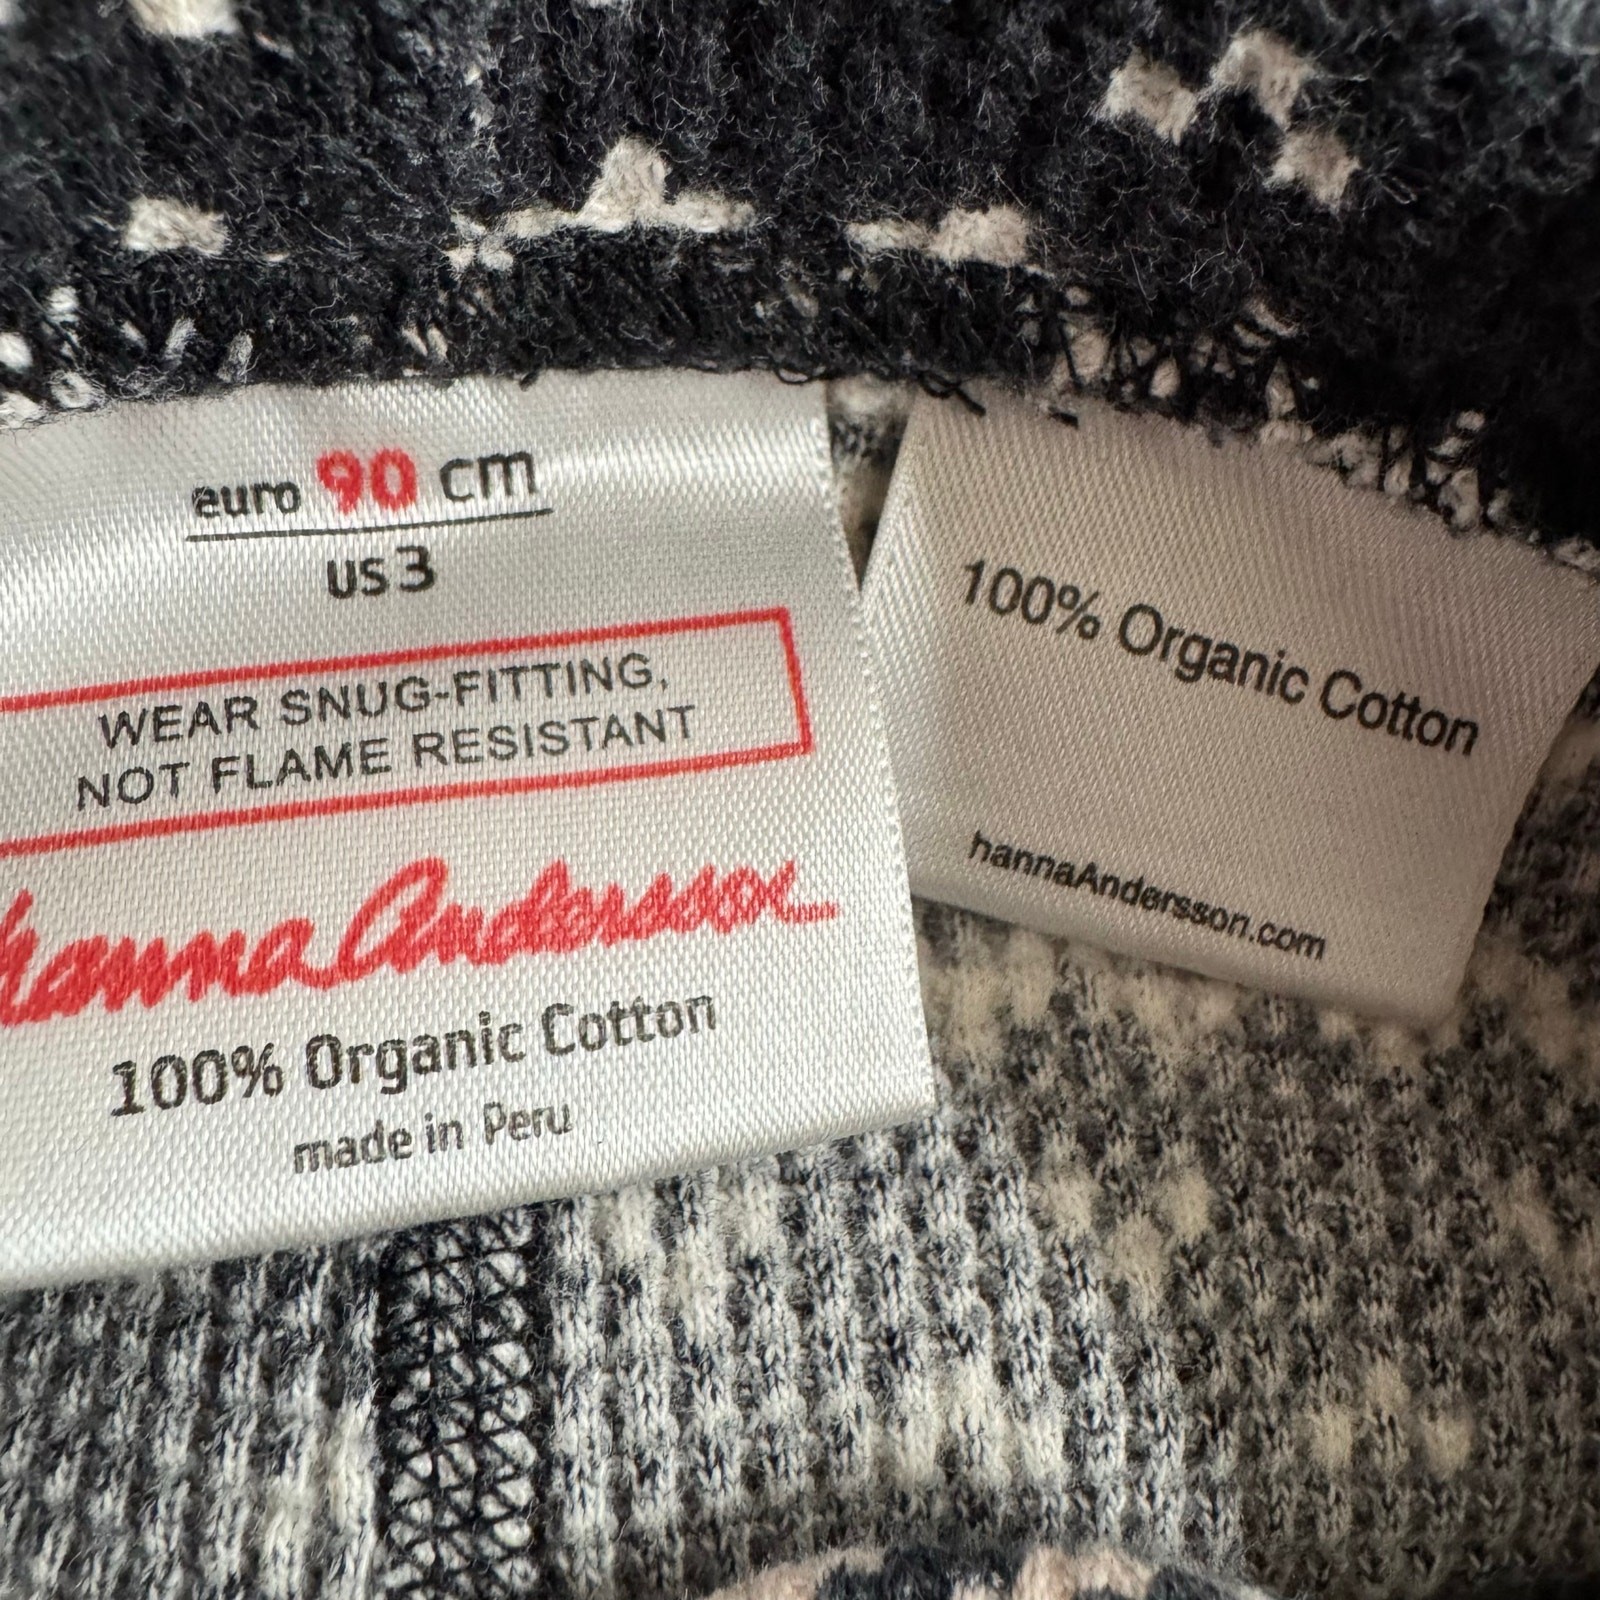 euro 90 cm
US 3
WEAR SNUG-FITTING,
NOT FLAME RESISTANT
hanna Andersson
100% Organic Cotton
made in Peru
100% Organic Cotton
hannaAndersson.com